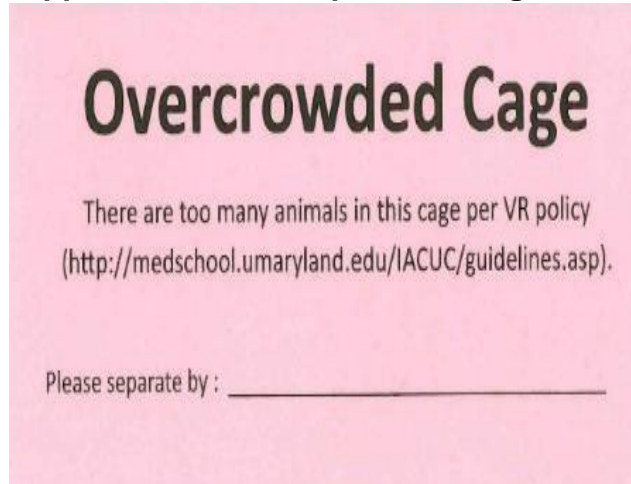 Overcrowded Cage
There are too many animals in this cage per VR policy
(http://medschool.umaryland.edu/IACUC/guidelines.asp).
Please separate by : ____________________